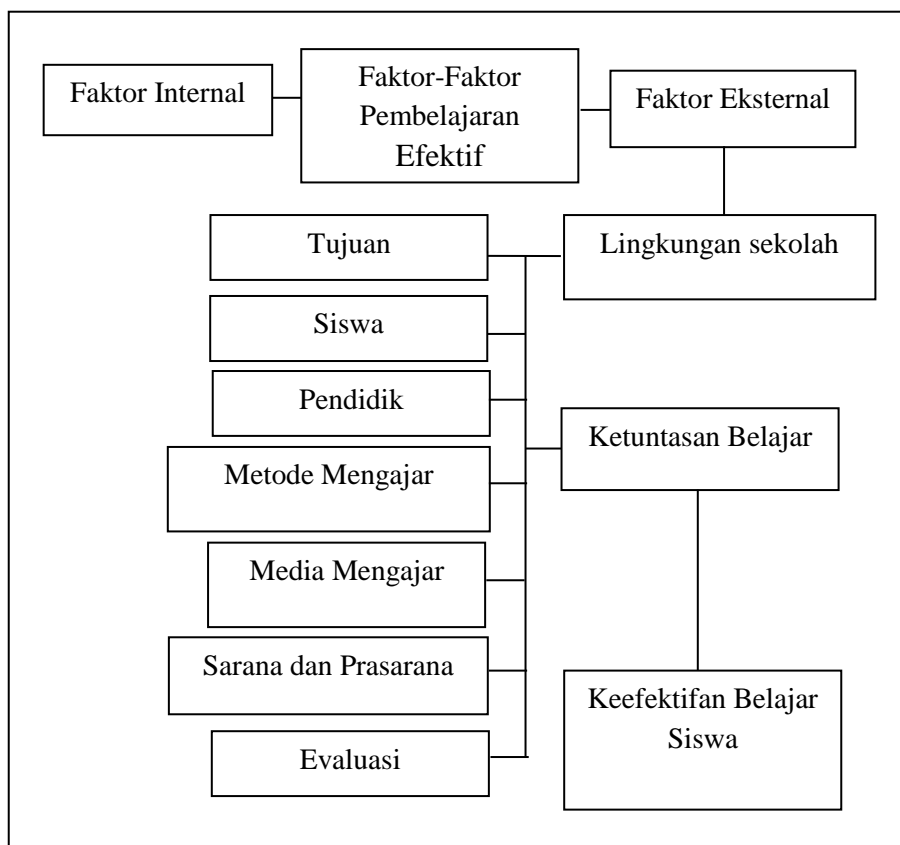 Faktor Internal
Faktor-Faktor
Pembelajaran
Efektif
Faktor Eksternal
Tujuan
Lingkungan sekolah
Siswa
Pendidik
Ketuntasan Belajar
Metode Mengajar
Media Mengajar
Sarana dan Prasarana
Keefektifan Belajar
Siswa
Evaluasi